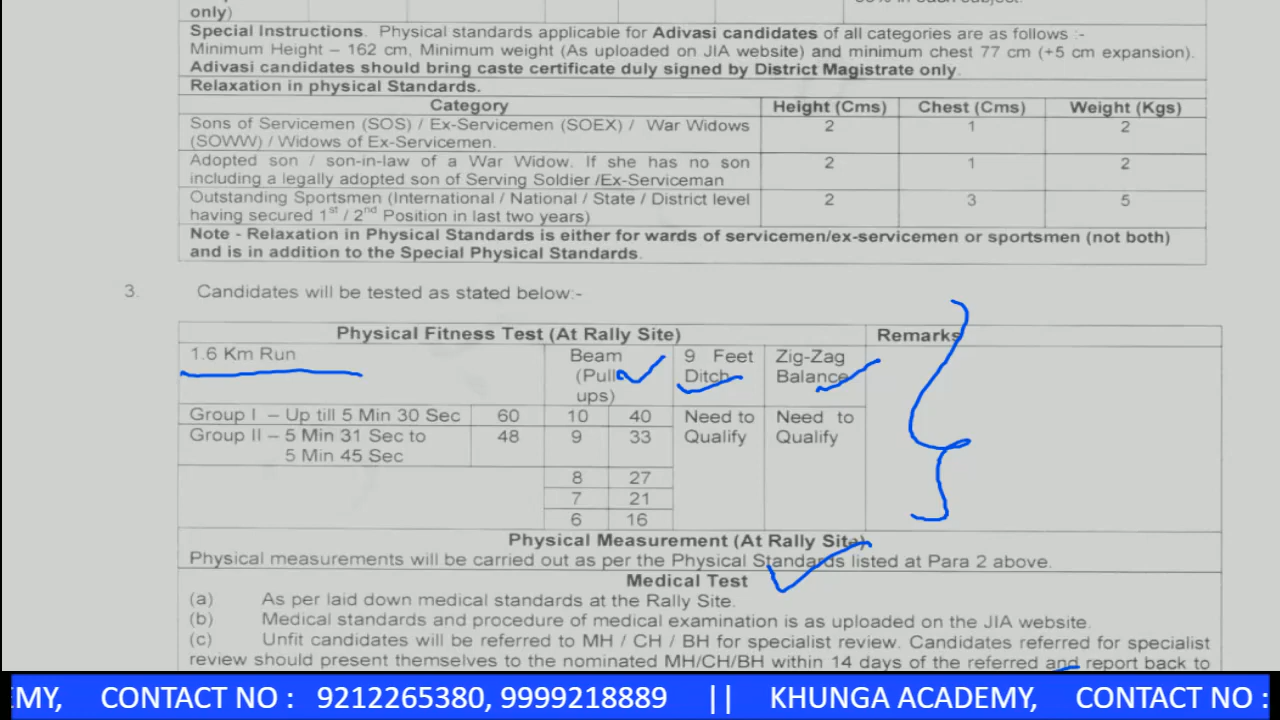 only)
Special Instructions. Physical standards applicable for Adivasi candidates of all categories are as follows :-
Minimum Height – 162 cm, Minimum weight (As uploaded on JIA website) and minimum chest 77 cm (+5 cm expansion).
Adivasi candidates should bring caste certificate duly signed by District Magistrate only.
Relaxation in physical Standards.
Category Height (Cms) Chest (Cms) Weight (Kgs)
Sons of Servicemen (SOS) / Ex-Servicemen (SOEX) / War Widows 2 1 2
(SOWW) / Widows of Ex-Servicemen.
Adopted son / son-in-law of a War Widow. If she has no son 2 1 2
including a legally adopted son of Serving Soldier /Ex-Serviceman
Outstanding Sportsmen (International / National / State / District level 2 3 5
having secured 1st / 2nd Position in last two years)
Note - Relaxation in Physical Standards is either for wards of servicemen/ex-servicemen or sportsmen (not both)
and is in addition to the Special Physical Standards.
3. Candidates will be tested as stated below:-
Physical Fitness Test (At Rally Site) Remarks
1.6 Km Run Beam 9 Feet Zig-Zag
(Pull Ditch Balance
ups)
Group I – Up till 5 Min 30 Sec 60 10 40 Need to Need to
Group II – 5 Min 31 Sec to 48 9 33 Qualify Qualify
5 Min 45 Sec
8 27
7 21
6 16
Physical Measurement (At Rally Site)
Physical measurements will be carried out as per the Physical Standards listed at Para 2 above.
Medical Test
(a) As per laid down medical standards at the Rally Site.
(b) Medical standards and procedure of medical examination is as uploaded on the JIA website.
(c) Unfit candidates will be referred to MH / CH / BH for specialist review. Candidates referred for specialist
review should present themselves to the nominated MH/CH/BH within 14 days of the referred and report back to
EMY, CONTACT NO : 9212265380, 9999218889 || KHUNGA ACADEMY, CONTACT NO :